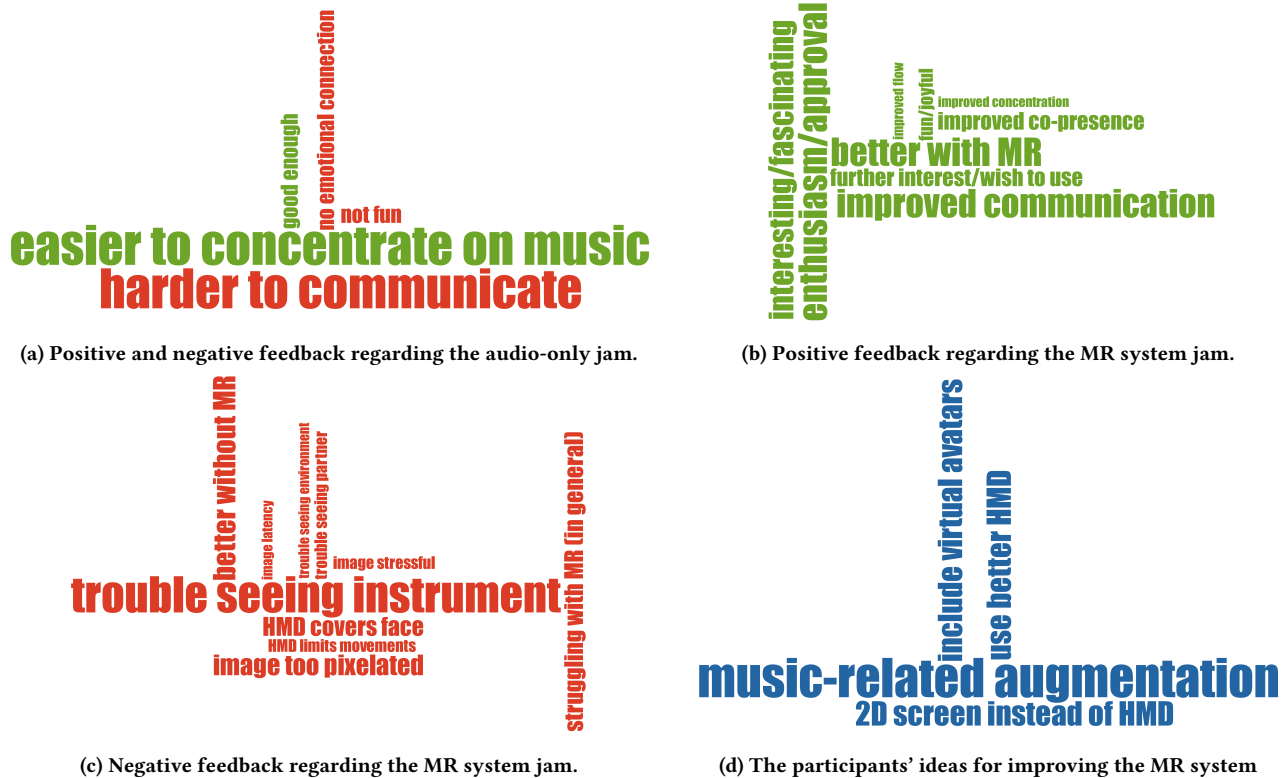 good enough
no emotional connection
not fun
easier to concentrate on music
harder to communicate
(a) Positive and negative feedback regarding the audio-only jam.
interesting/fascinating
enthusiasm/approval
improved flow
fun/joyful
improved concentration
improved co-presence
better with MR
further interest/wish to use
improved communication
(b) Positive feedback regarding the MR system jam.
better without MR
image latency
trouble seeing environment
trouble seeing partner
image stressful
trouble seeing instrument
struggling with MR (in general)
HMD covers face
HMD limits movements
image too pixelated
(c) Negative feedback regarding the MR system jam.
include virtual avatars
use better HMD
music-related augmentation
2D screen instead of HMD
(d) The participants' ideas for improving the MR system